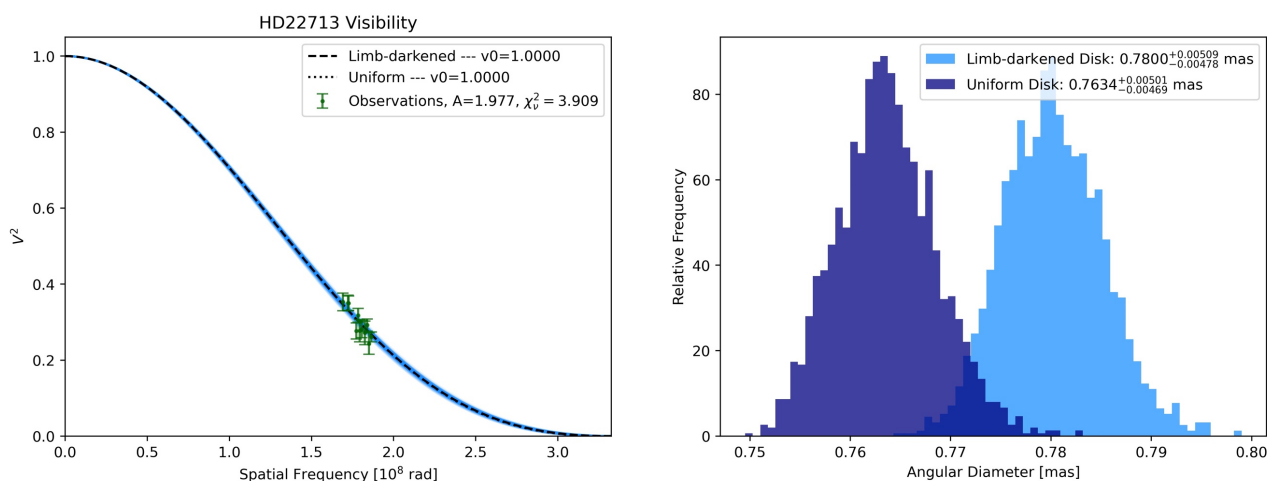 HD22713 Visibility
Limb-darkened --- v0=1.0000
Uniform --- v0=1.0000
Observations, A=1.977, χ²ᵥ = 3.909
1.0
0.8
0.6
0.4
0.2
0.0
V²
0.0 0.5 1.0 1.5 2.0 2.5 3.0
Spatial Frequency [10⁸ rad]
Limb-darkened Disk: 0.7800 +0.00509 −0.00478 mas
Uniform Disk: 0.7634 +0.00501 −0.00469 mas
80
60
40
20
0
Relative Frequency
0.75 0.76 0.77 0.78 0.79 0.80
Angular Diameter [mas]